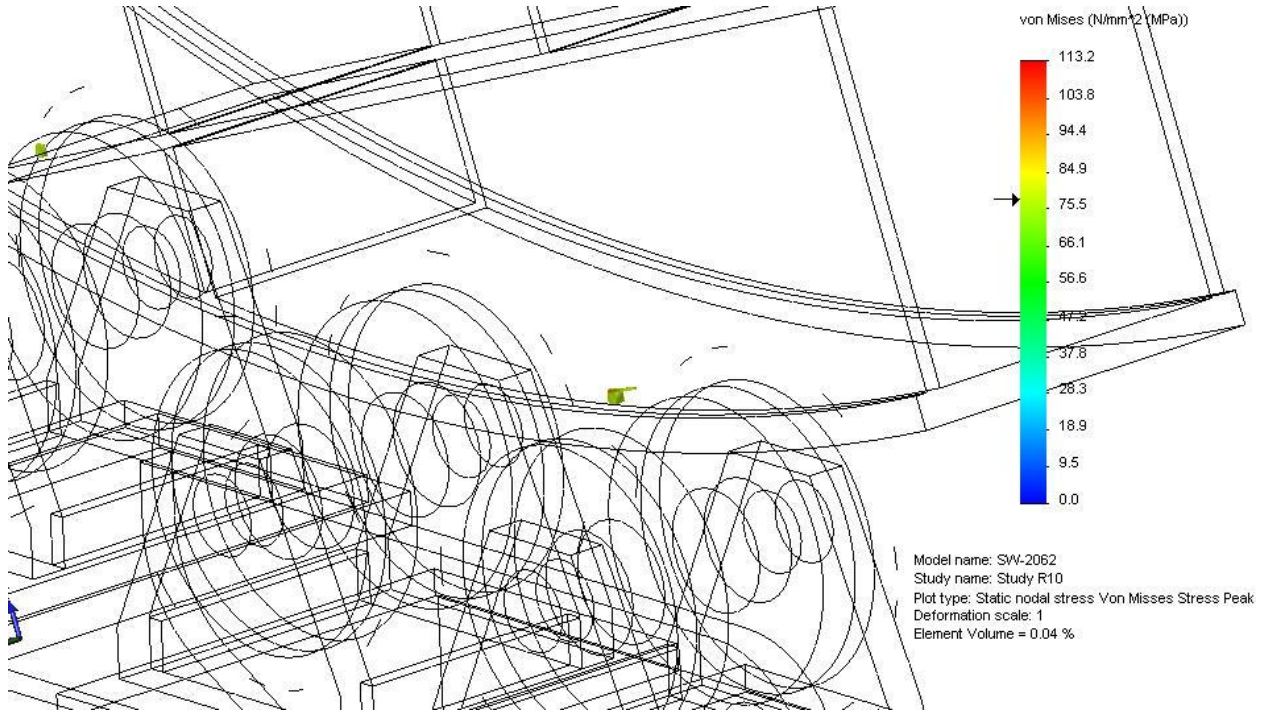 von Mises (N/mm^2 (MPa))
113.2
103.8
94.4
84.9
75.5
66.1
56.6
47.2
37.8
28.3
18.9
9.5
0.0
Model name: SW-2062
Study name: Study R10
Plot type: Static nodal stress Von Misses Stress Peak
Deformation scale: 1
Element Volume = 0.04 %